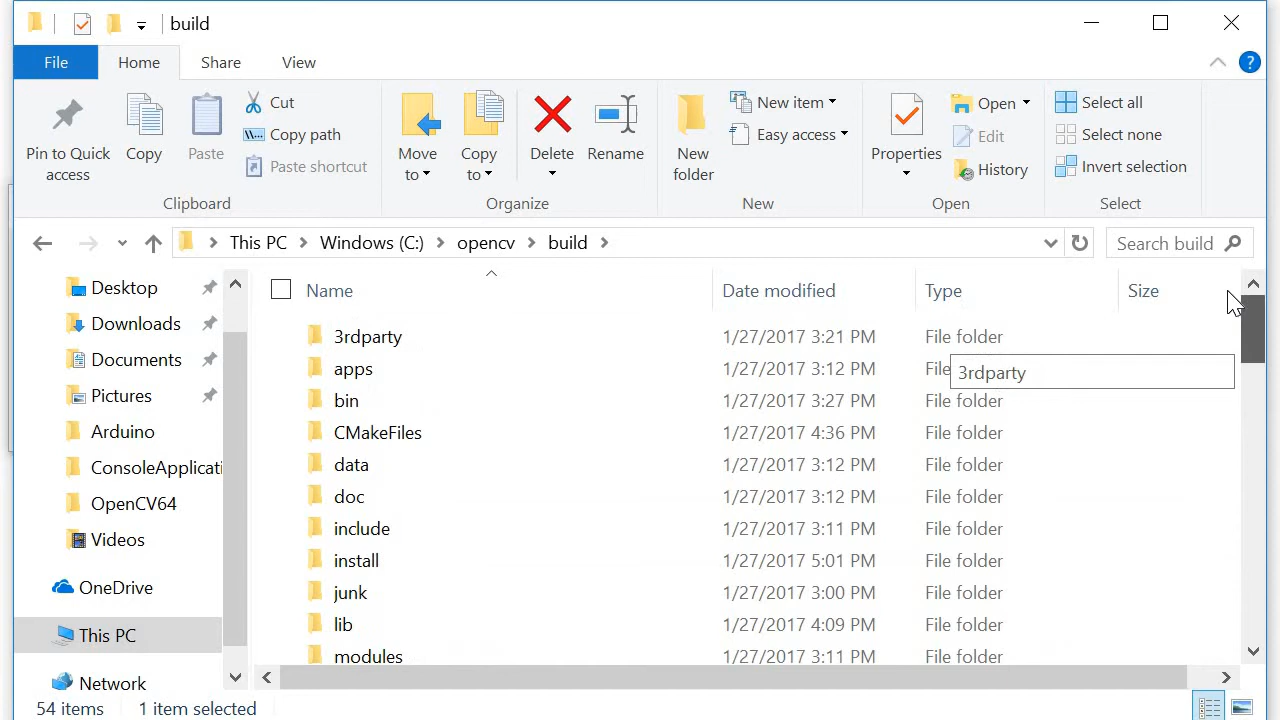 build
File Home Share View
Pin to Quick access
Copy
Paste
Cut
Copy path
Paste shortcut
Clipboard
Move to
Copy to
Delete
Rename
Organize
New folder
New item
Easy access
New
Properties
Open
Edit
History
Open
Select all
Select none
Invert selection
Select
This PC Windows (C:) opencv build
Search build
Desktop
Downloads
Documents
Pictures
Arduino
ConsoleApplicati
OpenCV64
Videos
OneDrive
This PC
Network
Name Date modified Type Size
3rdparty 1/27/2017 3:21 PM File folder
apps 1/27/2017 3:12 PM File
3rdparty
bin 1/27/2017 3:27 PM File folder
CMakeFiles 1/27/2017 4:36 PM File folder
data 1/27/2017 3:12 PM File folder
doc 1/27/2017 3:12 PM File folder
include 1/27/2017 3:11 PM File folder
install 1/27/2017 5:01 PM File folder
junk 1/27/2017 3:00 PM File folder
lib 1/27/2017 4:09 PM File folder
modules 1/27/2017 3:11 PM File folder
54 items 1 item selected